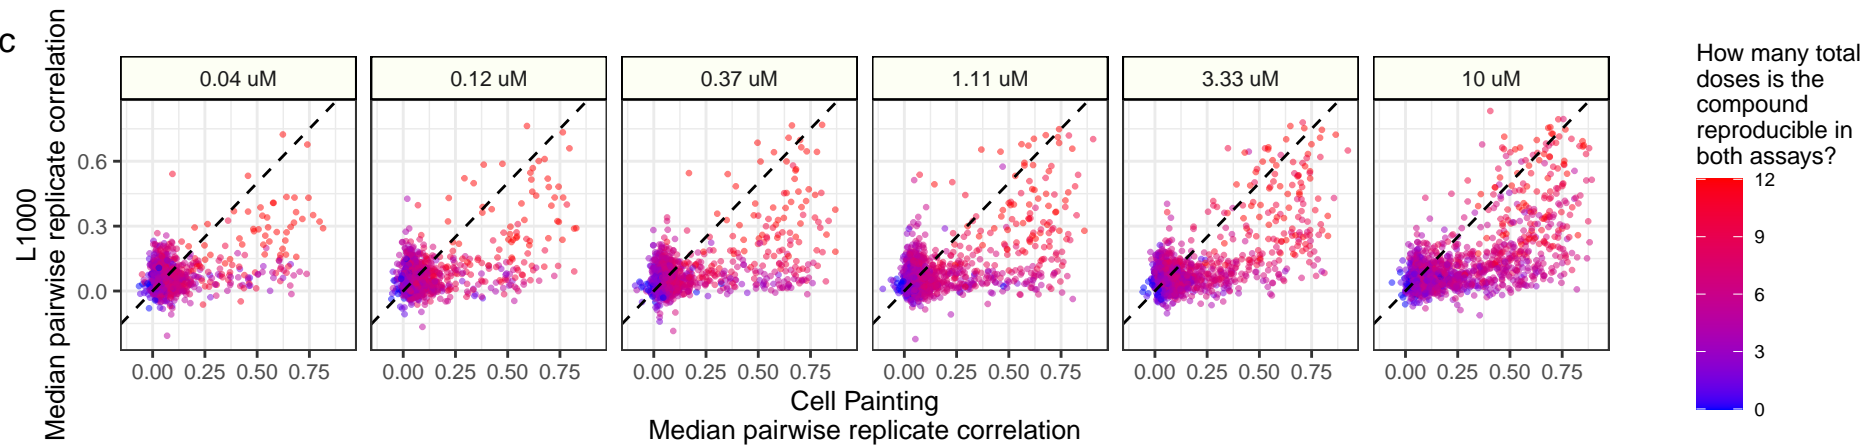 c
L1000
Median pairwise replicate correlation
0.04 uM
0.12 uM
0.37 uM
1.11 uM
3.33 uM
10 uM
0.6
0.3
0.0
0.00 0.25 0.50 0.75
0.00 0.25 0.50 0.75
0.00 0.25 0.50 0.75
0.00 0.25 0.50 0.75
0.00 0.25 0.50 0.75
0.00 0.25 0.50 0.75
Cell Painting
Median pairwise replicate correlation
How many total
doses is the
compound
reproducible in
both assays?
12
9
6
3
0